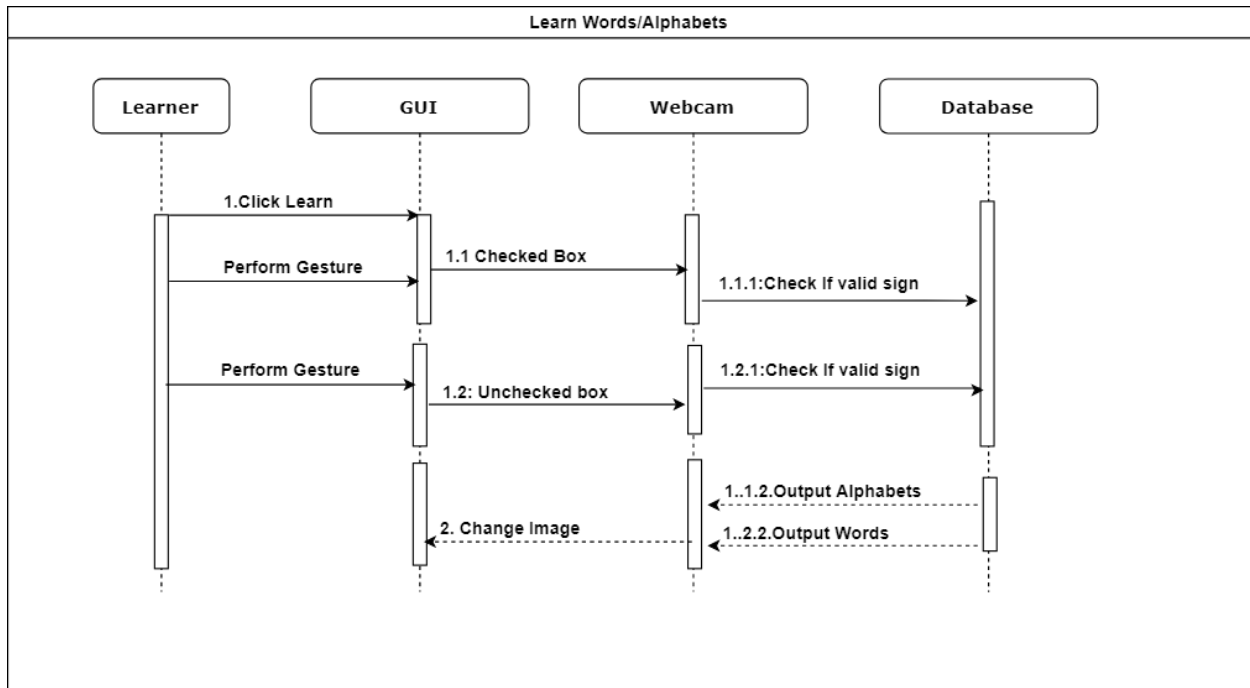 Learn Words/Alphabets
Learner
GUI
Webcam
Database
1.Click Learn
1.1 Checked Box
Perform Gesture
1.1.1:Check If valid sign
Perform Gesture
1.2.1:Check If valid sign
1.2: Unchecked box
1..1.2.Output Alphabets
2. Change Image
1..2.2.Output Words